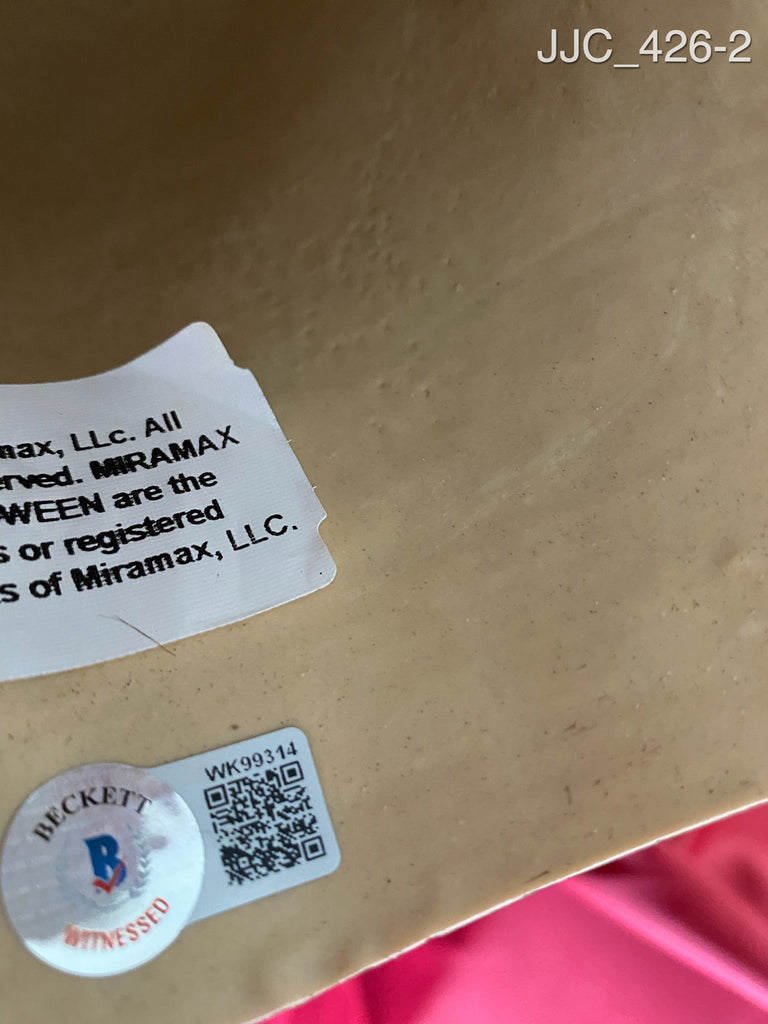 JJC_426-2
max, LLc. All
erved. MIRAMAX
WEEN are the
s or registered
s of Miramax, LLC.
WK99314
BECKETT
B
WITNESSED